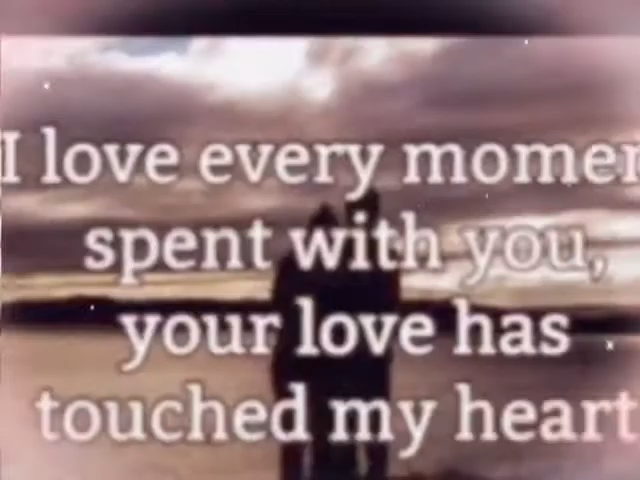 I love every momen
spent with you,
your love has
touched my heart